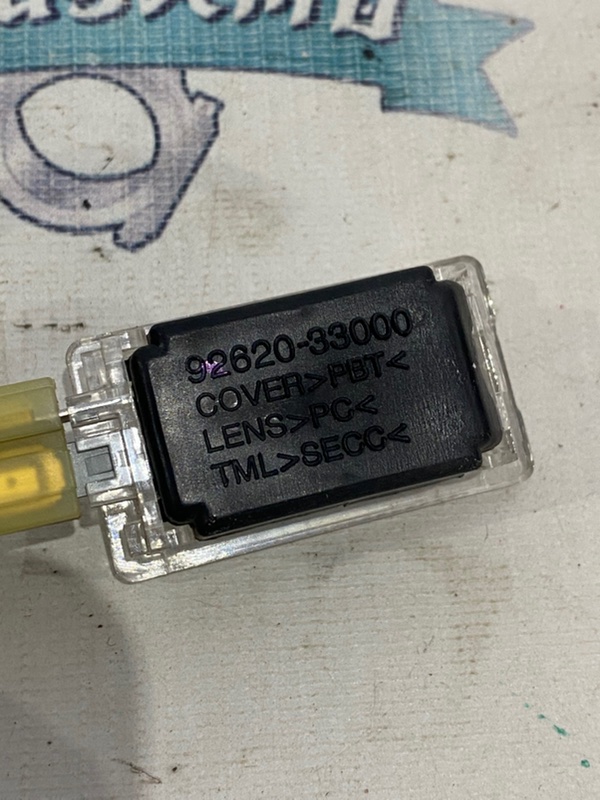 92620-33000
COVER>PBT<
LENS>PC<
TML>SECC<